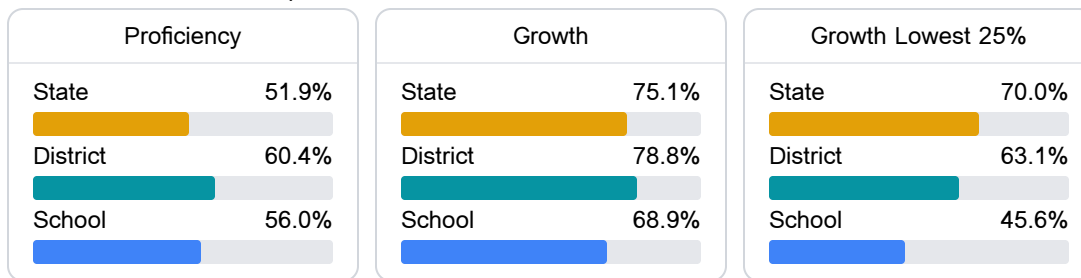 Proficiency
State 51.9%
District 60.4%
School 56.0%
Growth
State 75.1%
District 78.8%
School 68.9%
Growth Lowest 25%
State 70.0%
District 63.1%
School 45.6%